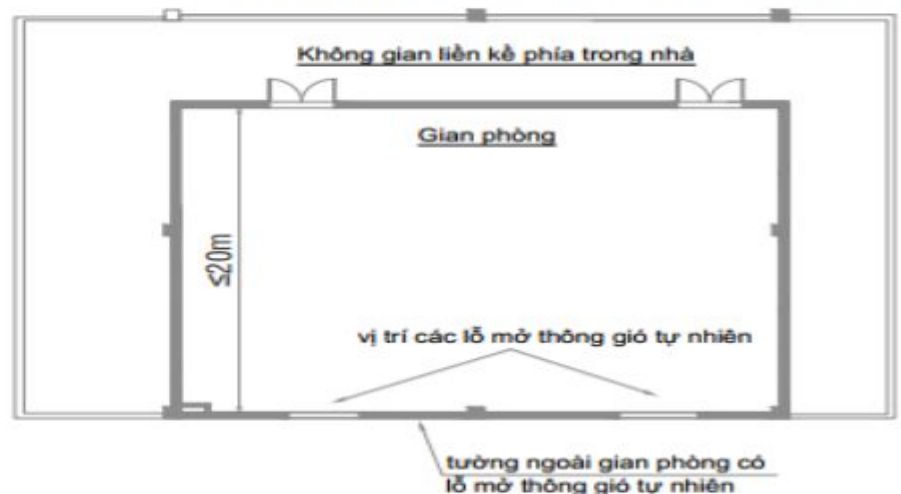 Không gian liền kề phía trong nhà
Gian phòng
≤20m
vị trí các lỗ mở thông gió tự nhiên
tường ngoài gian phòng có
lỗ mở thông gió tự nhiên